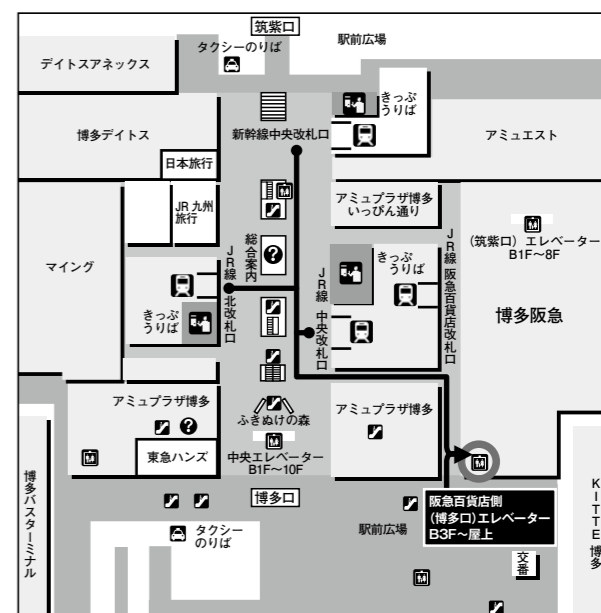 筑紫口
駅前広場
タクシーのりば
デイトスアネックス
きっぷ
うりば
博多デイトス
新幹線中央改札口
アミュエスト
日本旅行
JR 九州
旅行
アミュプラザ博多
いっぴん通り
(筑紫口) エレベーター
B1F〜8F
マイング
総合案内
JR線 北改札口
JR線 中央改札口
きっぷ
うりば
JR線 阪急百貨店改札口
博多阪急
きっぷ
うりば
アミュプラザ博多
ふきぬけの森
アミュプラザ博多
東急ハンズ
中央エレベーター
B1F〜10F
博多口
博多バスターミナル
阪急百貨店側
(博多口)エレベーター
B3F〜屋上
KITTE 博多
タクシー
のりば
駅前広場
交番